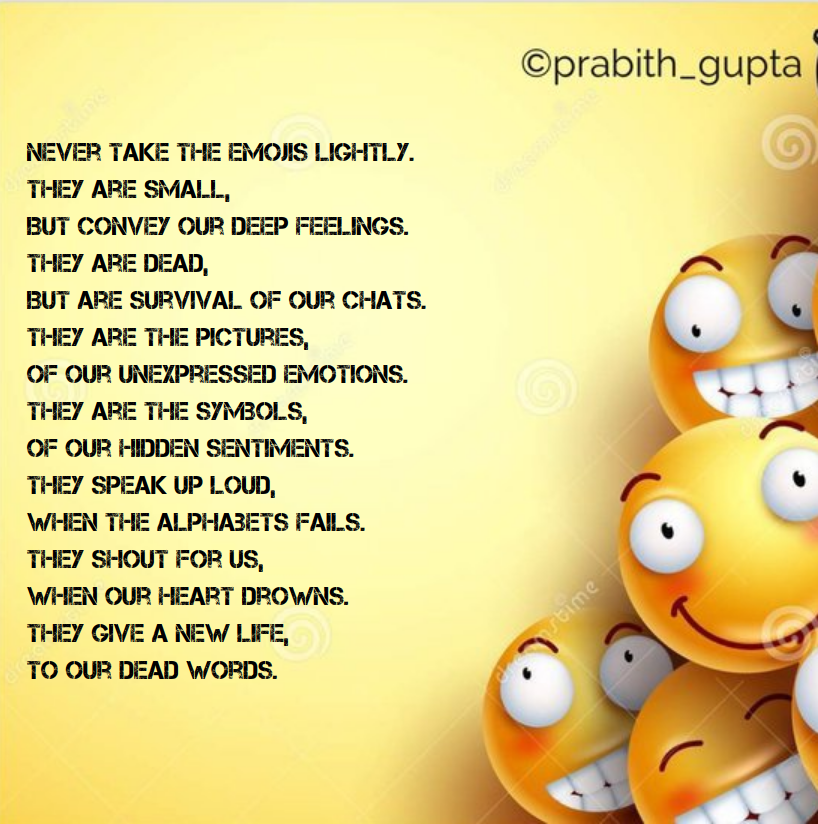 ©prabith_gupta
NEVER TAKE THE EMOJIS LIGHTLY.
THEY ARE SMALL,
BUT CONVEY OUR DEEP FEELINGS.
THEY ARE DEAD,
BUT ARE SURVIVAL OF OUR CHATS.
THEY ARE THE PICTURES,
OF OUR UNEXPRESSED EMOTIONS.
THEY ARE THE SYMBOLS,
OF OUR HIDDEN SENTIMENTS.
THEY SPEAK UP LOUD,
WHEN THE ALPHABETS FAILS.
THEY SHOUT FOR US,
WHEN OUR HEART DROWNS.
THEY GIVE A NEW LIFE,
TO OUR DEAD WORDS.
dreamstime